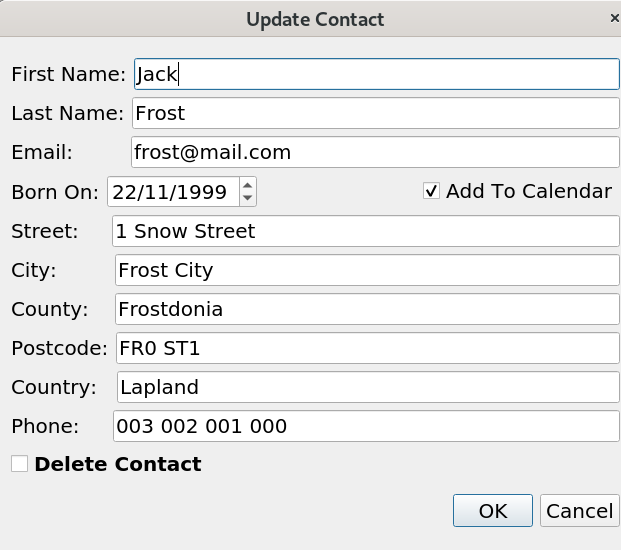 Update Contact ×
First Name: Jack
Last Name: Frost
Email: frost@mail.com
Born On: 22/11/1999 Add To Calendar
Street: 1 Snow Street
City: Frost City
County: Frostdonia
Postcode: FR0 ST1
Country: Lapland
Phone: 003 002 001 000
Delete Contact
OK Cancel